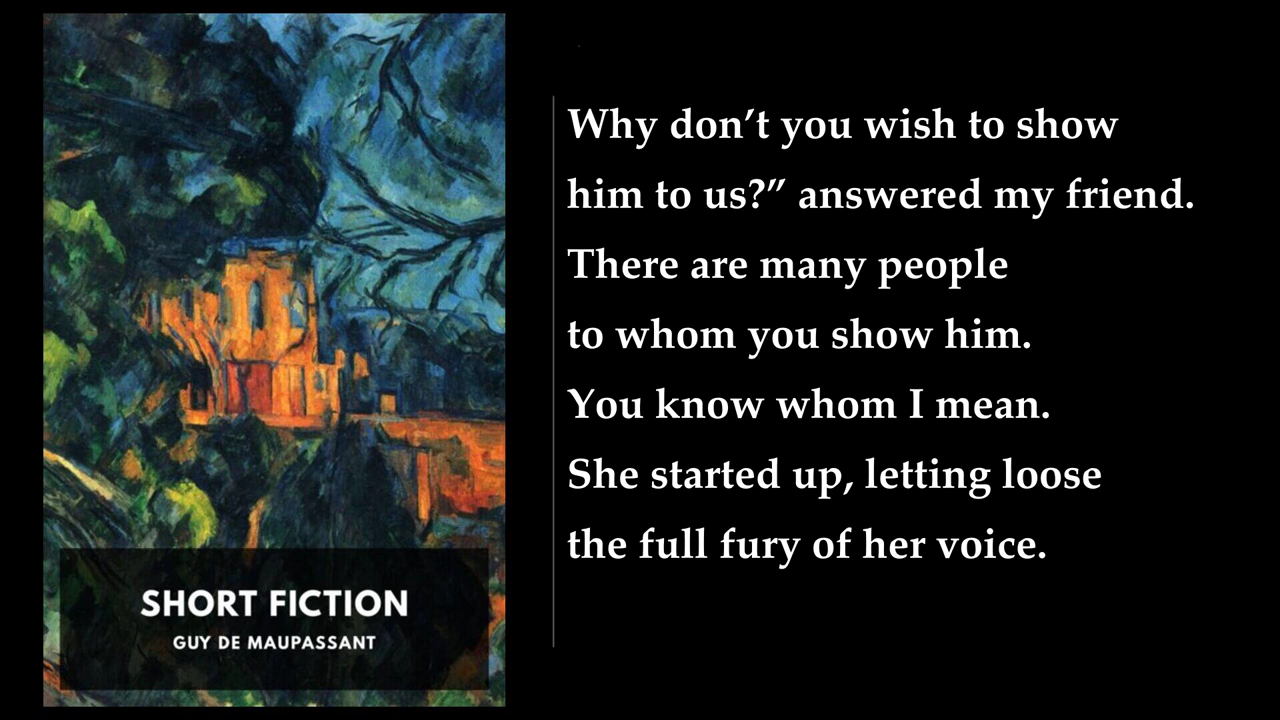 SHORT FICTION
GUY DE MAUPASSANT
Why don’t you wish to show
him to us?” answered my friend.
There are many people
to whom you show him.
You know whom I mean.
She started up, letting loose
the full fury of her voice.